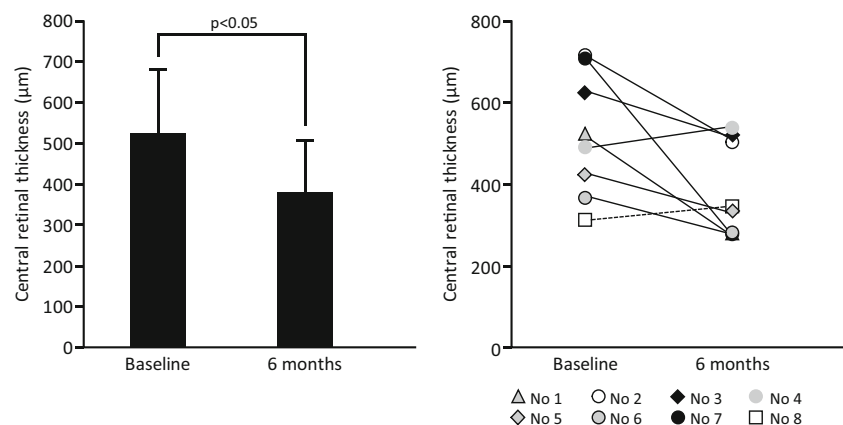 p<0.05
Central retinal thickness (μm)
800
700
600
500
400
300
200
100
0
Baseline 6 months
Central retinal thickness (μm)
800
600
400
200
0
Baseline 6 months
No 1 No 2 No 3 No 4
No 5 No 6 No 7 No 8